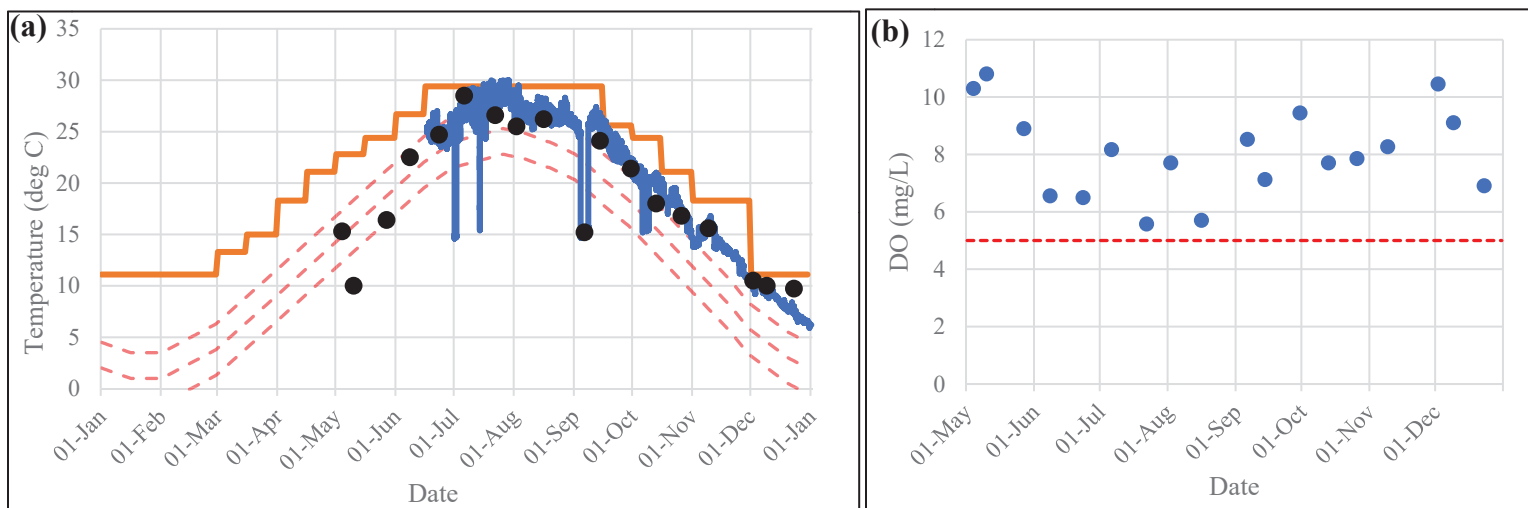 (a)
Temperature (deg C)
35
30
25
20
15
10
5
0
01-Jan
01-Feb
01-Mar
01-Apr
01-May
01-Jun
01-Jul
01-Aug
01-Sep
01-Oct
01-Nov
01-Dec
01-Jan
Date
(b)
DO (mg/L)
12
10
8
6
4
2
0
01-May
01-Jun
01-Jul
01-Aug
01-Sep
01-Oct
01-Nov
01-Dec
Date